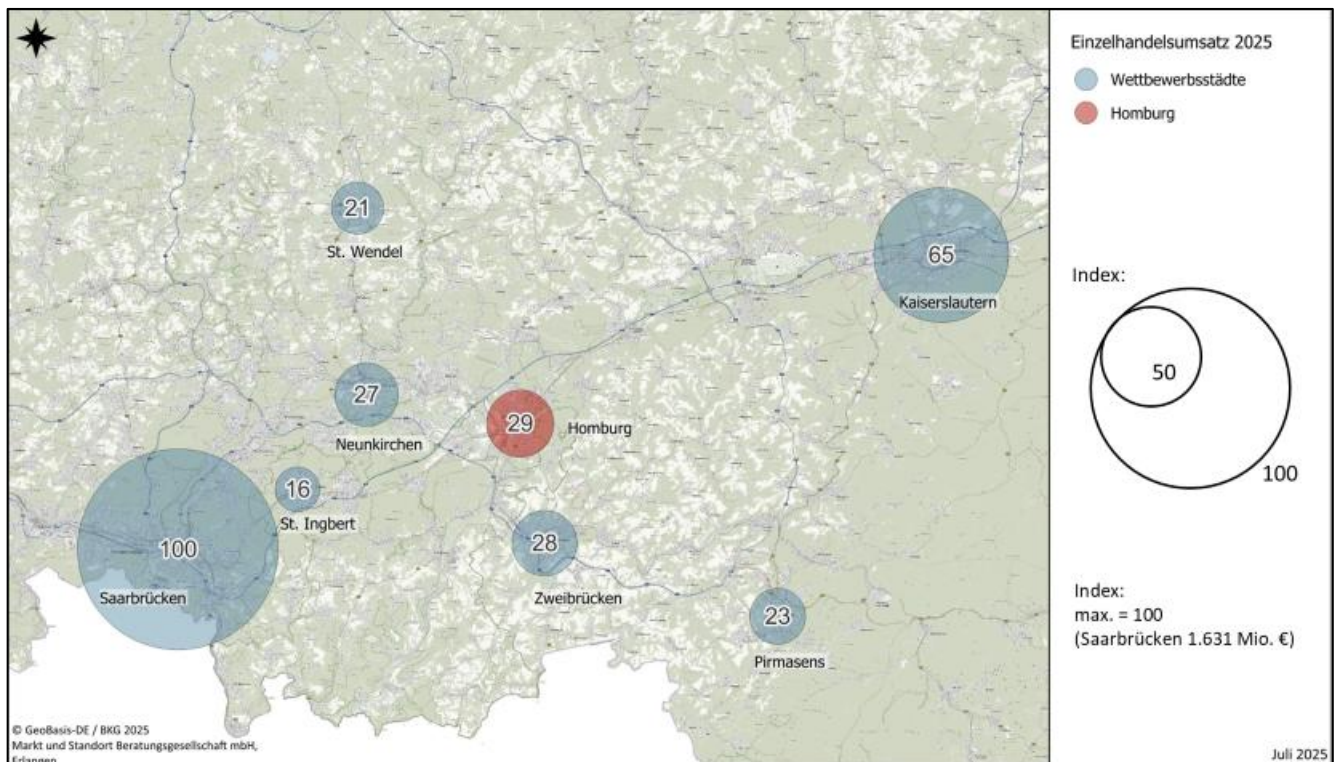 Einzelhandelsumsatz 2025
Wettbewerbsstädte
Homburg
21
St. Wendel
65
Kaiserslautern
27
Neunkirchen
29
Homburg
16
St. Ingbert
100
Saarbrücken
28
Zweibrücken
23
Pirmasens
Index:
50
100
Index:
max. = 100
(Saarbrücken 1.631 Mio. €)
© GeoBasis-DE / BKG 2025
Markt und Standort Beratungsgesellschaft mbH,
Erlangen
Juli 2025